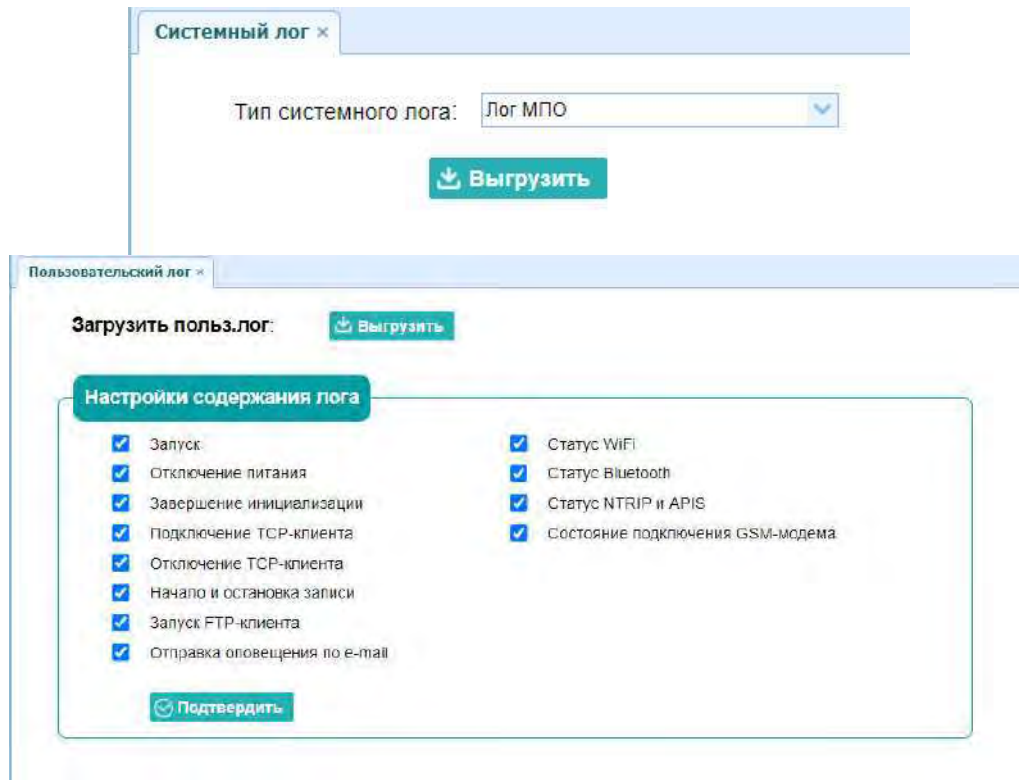 Системный лог ×
Тип системного лога: Лог МПО
Выгрузить
Пользовательский лог ×
Загрузить польз.лог: Выгрузить
Настройки содержания лога
Запуск
Отключение питания
Завершение инициализации
Подключение TCP-клиента
Отключение TCP-клиента
Начало и остановка записи
Запуск FTP-клиента
Отправка оповещения по e-mail
Статус WiFi
Статус Bluetooth
Статус NTRIP и APIS
Состояние подключения GSM-модема
Подтвердить